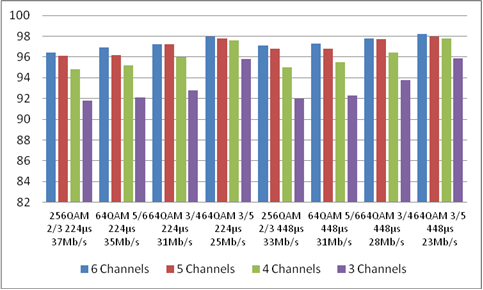 100
98
96
94
92
90
88
86
84
82
256QAM 64QAM 5/6 64QAM 3/4 64QAM 3/5 256QAM 64QAM 5/6 64QAM 3/4 64QAM 3/5
2/3 224µs 224µs 224µs 224µs 2/3 448µs 448µs 448µs 448µs
37Mb/s 35Mb/s 31Mb/s 25Mb/s 33Mb/s 31Mb/s 28Mb/s 23Mb/s
6 Channels 5 Channels 4 Channels 3 Channels